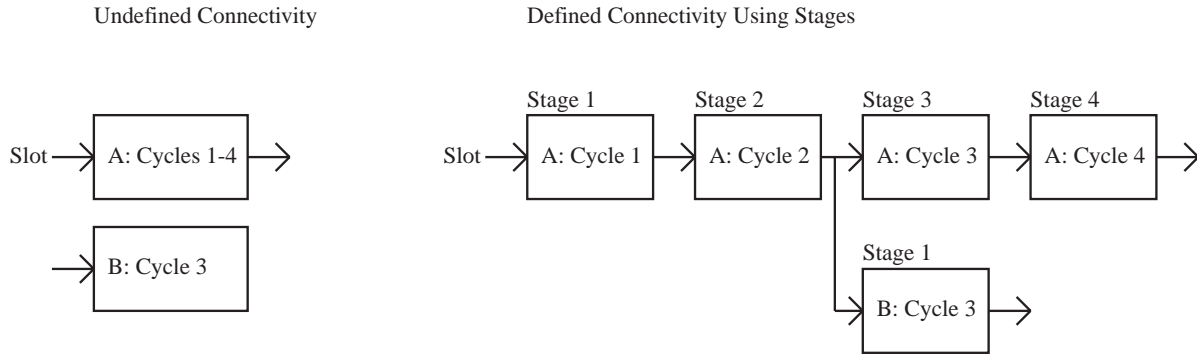 Undefined Connectivity
Defined Connectivity Using Stages
Slot
A: Cycles 1-4
B: Cycle 3
Stage 1
Stage 2
Stage 3
Stage 4
Slot
A: Cycle 1
A: Cycle 2
A: Cycle 3
A: Cycle 4
Stage 1
B: Cycle 3